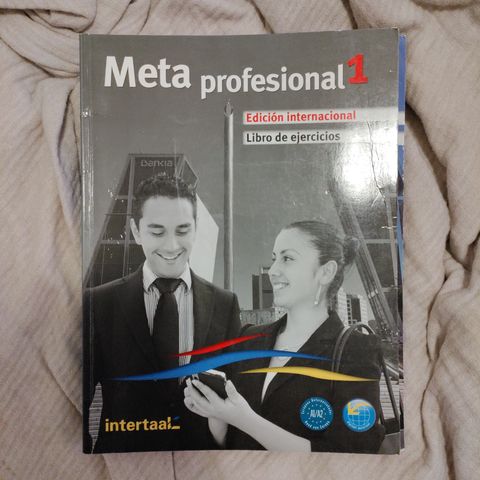 Meta profesional 1
Edición internacional
Libro de ejercicios
Bankia
intertaal
A1/A2